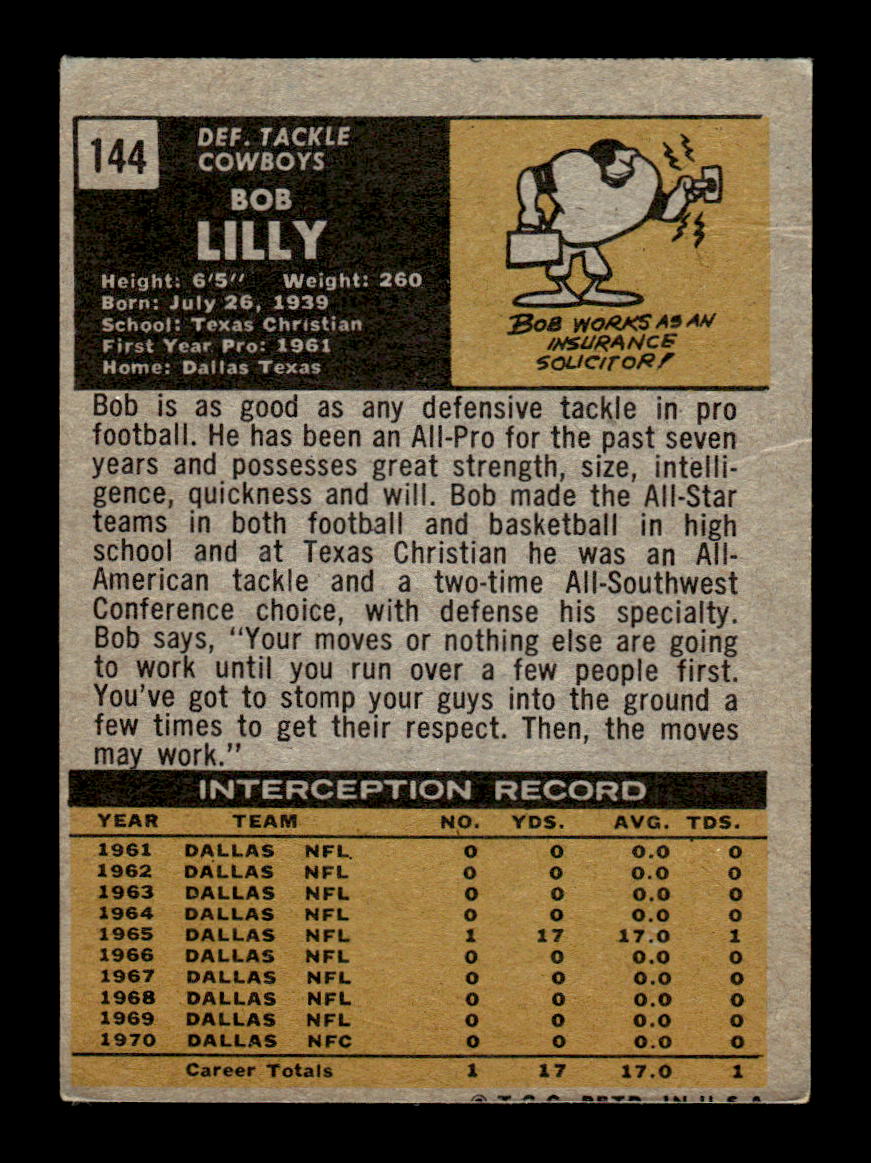 144
DEF. TACKLE
COWBOYS
BOB
LILLY
Height: 6'5" Weight: 260
Born: July 26, 1939
School: Texas Christian
First Year Pro: 1961
Home: Dallas Texas
BOB WORKS AS AN
INSURANCE
SOLICITOR!
Bob is as good as any defensive tackle in pro
football. He has been an All-Pro for the past seven
years and possesses great strength, size, intelli-
gence, quickness and will. Bob made the All-Star
teams in both football and basketball in high
school and at Texas Christian he was an All-
American tackle and a two-time All-Southwest
Conference choice, with defense his specialty.
Bob says, "Your moves or nothing else are going
to work until you run over a few people first.
You've got to stomp your guys into the ground a
few times to get their respect. Then, the moves
may work."
INTERCEPTION RECORD
YEAR TEAM NO. YDS. AVG. TDS.
1961 DALLAS NFL 0 0 0.0 0
1962 DALLAS NFL 0 0 0.0 0
1963 DALLAS NFL 0 0 0.0 0
1964 DALLAS NFL 0 0 0.0 0
1965 DALLAS NFL 1 17 17.0 1
1966 DALLAS NFL 0 0 0.0 0
1967 DALLAS NFL 0 0 0.0 0
1968 DALLAS NFL 0 0 0.0 0
1969 DALLAS NFL 0 0 0.0 0
1970 DALLAS NFC 0 0 0.0 0
Career Totals 1 17 17.0 1
© T.C.G. PRTD. IN U.S.A.